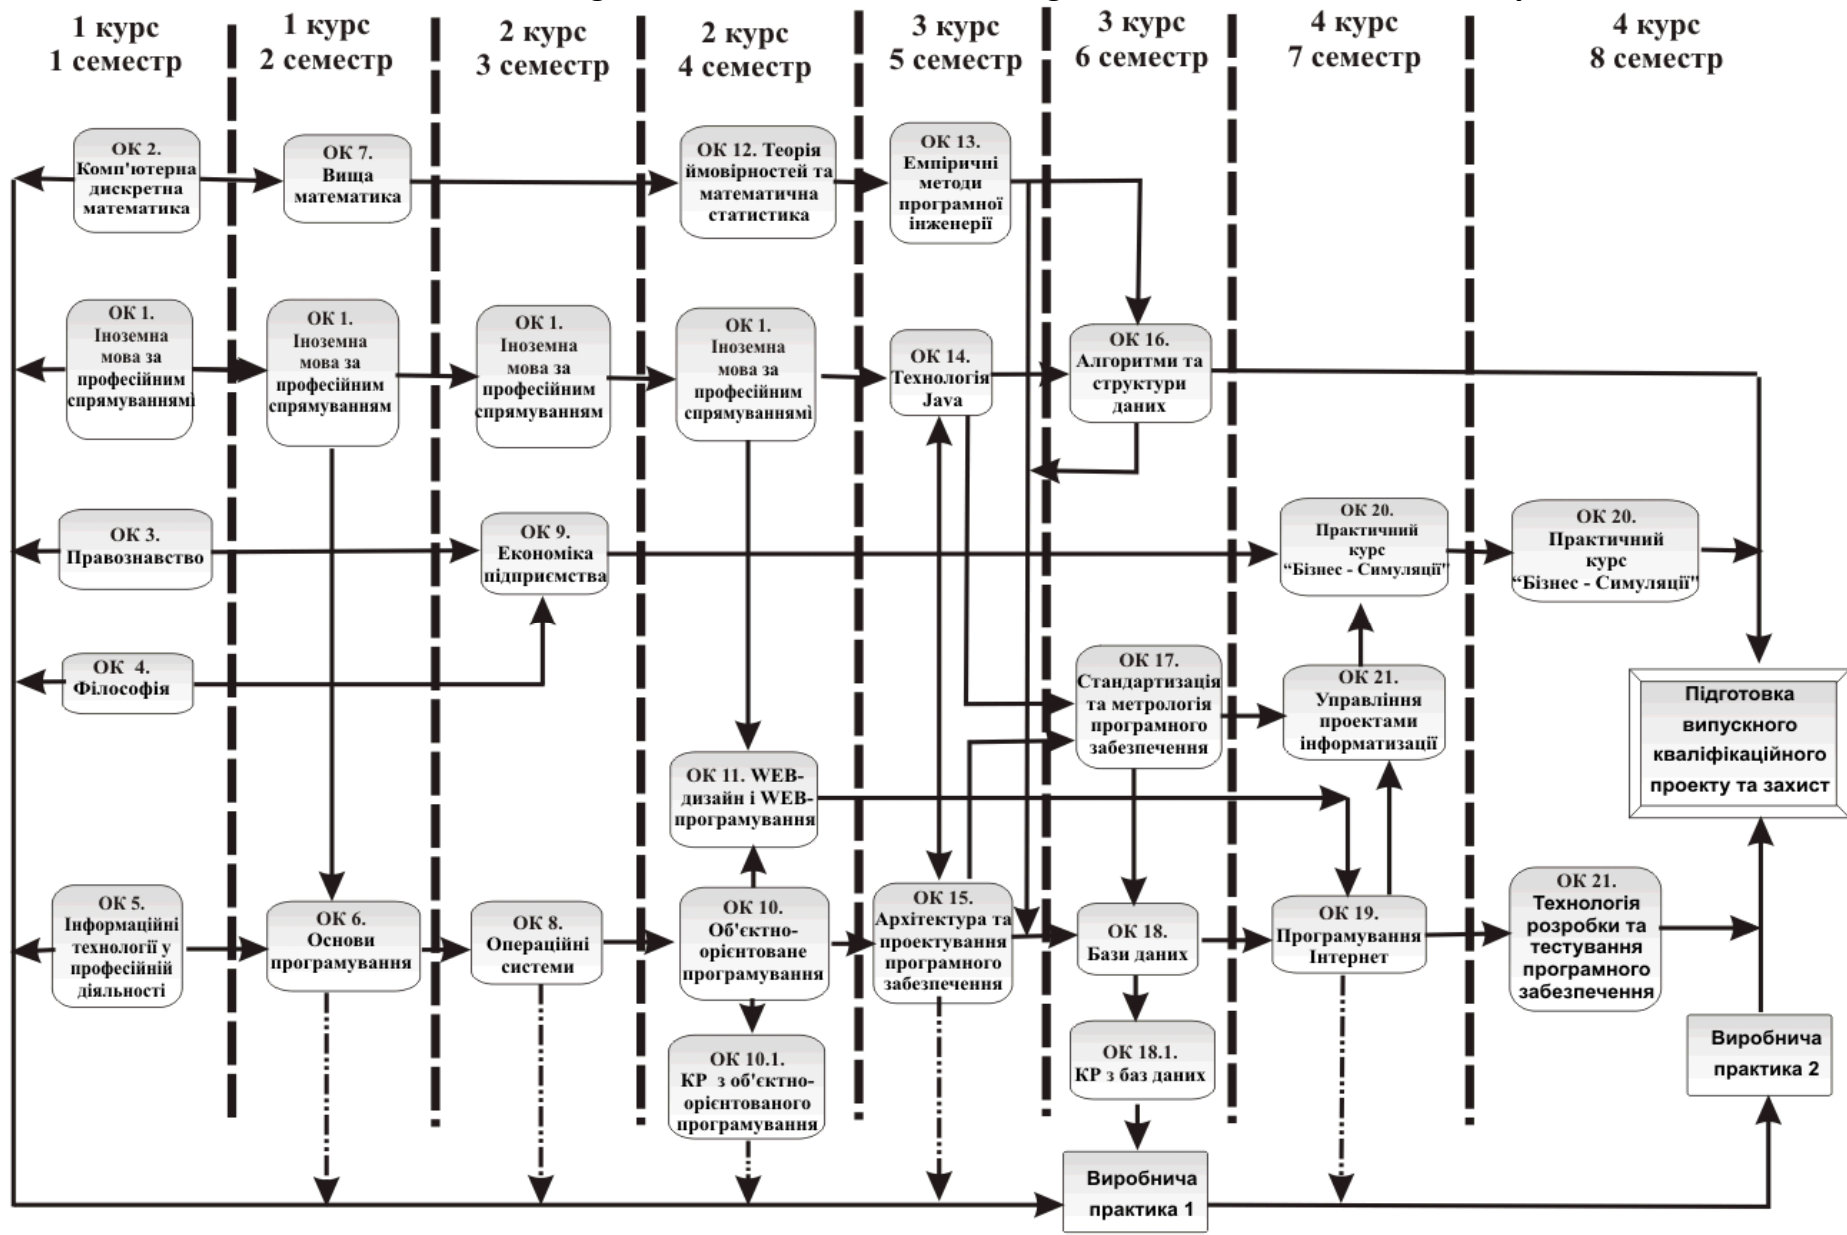 1 курс
1 семестр
1 курс
2 семестр
2 курс
3 семестр
2 курс
4 семестр
3 курс
5 семестр
3 курс
6 семестр
4 курс
7 семестр
4 курс
8 семестр
ОК 2.
Комп'ютерна
дискретна
математика
ОК 7.
Вища
математика
ОК 12. Теорія
ймовірностей та
математична
статистика
ОК 13.
Емпіричні
методи
програмної
інженерії
ОК 1.
Іноземна
мова за
професійним
спрямуванням
ОК 1.
Іноземна
мова за
професійним
спрямуванням
ОК 1.
Іноземна
мова за
професійним
спрямуванням
ОК 1.
Іноземна
мова за
професійним
спрямуванням
ОК 14.
Технологія
Java
ОК 16.
Алгоритми та
структури
даних
ОК 3.
Правознавство
ОК 9.
Економіка
підприємства
ОК 20.
Практичний
курс
“Бізнес - Симуляції"
ОК 20.
Практичний
курс
“Бізнес - Симуляції"
ОК 4.
Філософія
ОК 17.
Стандартизація
та метрологія
програмного
забезпечення
ОК 21.
Управління
проектами
інформатизації
Підготовка
випускного
кваліфікаційного
проекту та захист
ОК 11. WEB-
дизайн і WEB-
програмування
ОК 5.
Інформаційні
технології у
професійній
діяльності
ОК 6.
Основи
програмування
ОК 8.
Операційні
системи
ОК 10.
Об'єктно-
орієнтоване
програмування
ОК 15.
Архітектура та
проектування
програмного
забезпечення
ОК 18.
Бази даних
ОК 19.
Програмування
Інтернет
ОК 21.
Технологія
розробки та
тестування
програмного
забезпечення
ОК 10.1.
КР з об'єктно-
орієнтованого
програмування
ОК 18.1.
КР з баз даних
Виробнича
практика 2
Виробнича
практика 1